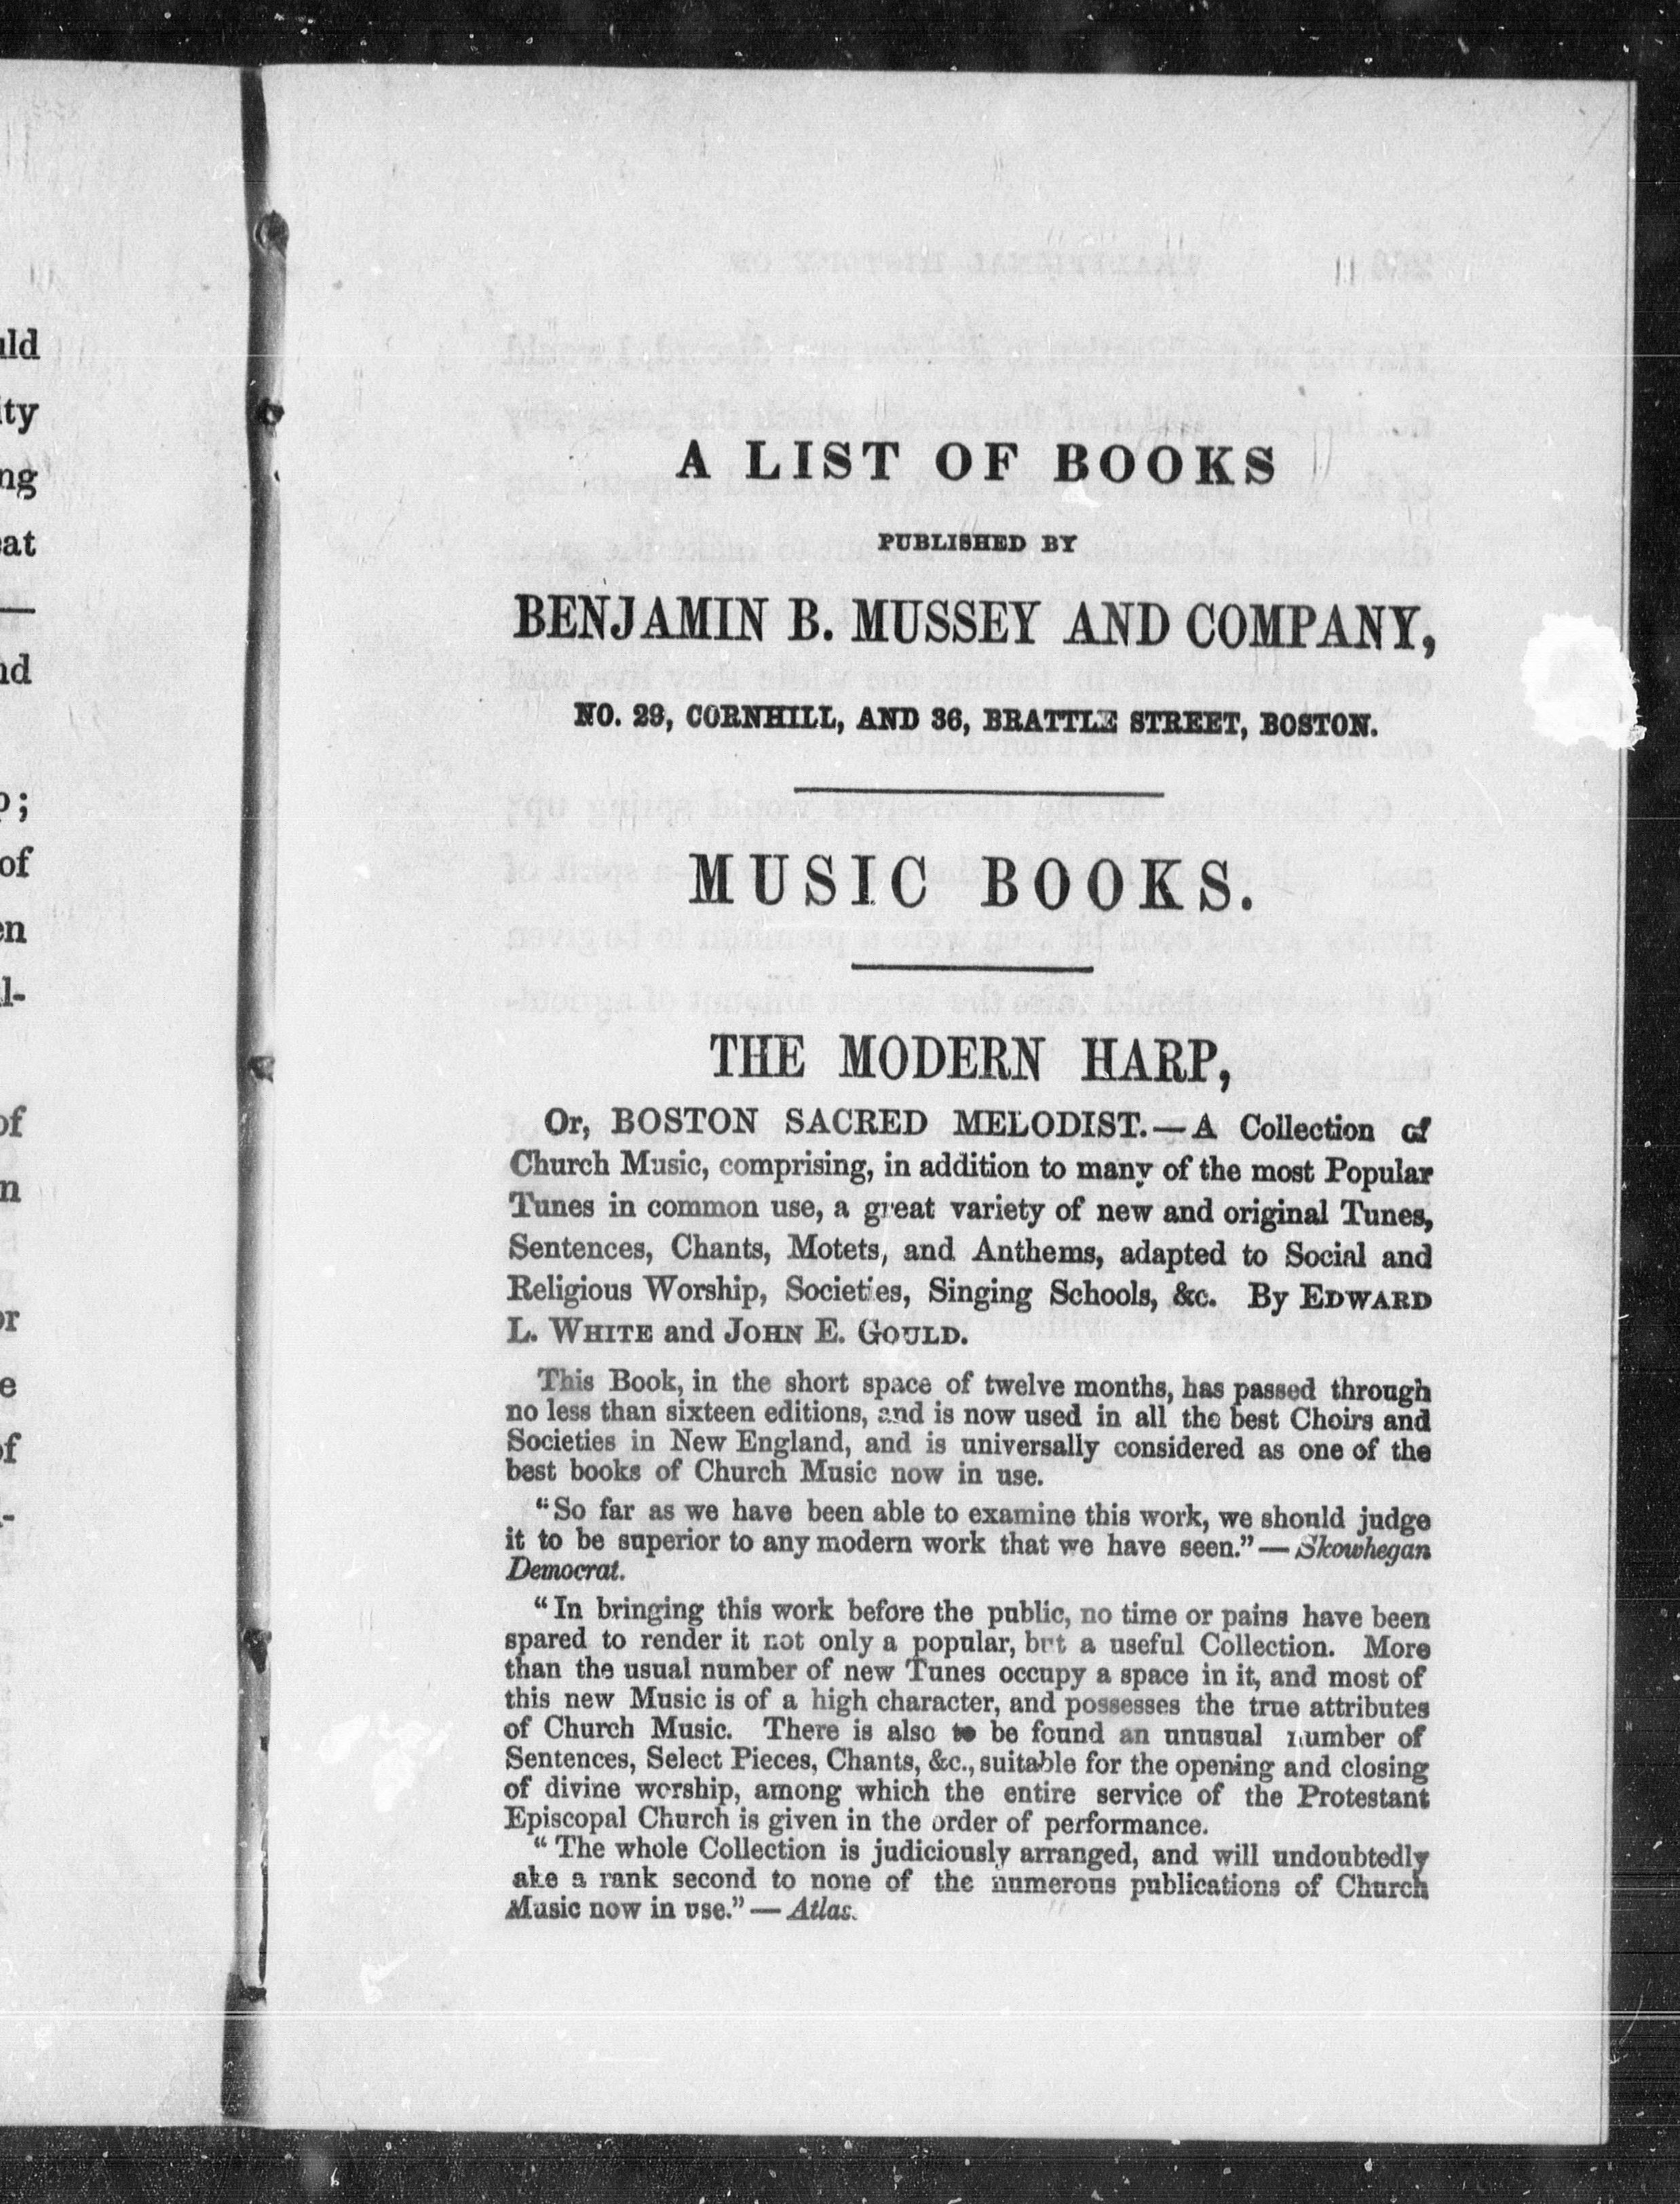 A LIST OF BOOKS
PUBLISHED BY
BENJAMIN B. MUSSEY AND COMPANY,
NO. 29, CORNHILL, AND 36, BRATTLE STREET, BOSTON.
MUSIC BOOKS.
THE MODERN HARP,
Or, BOSTON SACRED MELODIST.—A Collection of
Church Music, comprising, in addition to many of the most Popular
Tunes in common use, a great variety of new and original Tunes,
Sentences, Chants, Motets, and Anthems, adapted to Social and
Religious Worship, Societies, Singing Schools, &c. By EDWARD
L. WHITE and JOHN E. GOULD.
This Book, in the short space of twelve months, has passed through
no less than sixteen editions, and is now used in all the best Choirs and
Societies in New England, and is universally considered as one of the
best books of Church Music now in use.
"So far as we have been able to examine this work, we should judge
it to be superior to any modern work that we have seen."—Skowhegan
Democrat.
"In bringing this work before the public, no time or pains have been
spared to render it not only a popular, but a useful Collection. More
than the usual number of new Tunes occupy a space in it, and most of
this new Music is of a high character, and possesses the true attributes
of Church Music. There is also to be found an unusual number of
Sentences, Select Pieces, Chants, &c., suitable for the opening and closing
of divine worship, among which the entire service of the Protestant
Episcopal Church is given in the order of performance.
"The whole Collection is judiciously arranged, and will undoubtedly
ake a rank second to none of the numerous publications of Church
Music now in use."—Atlas.